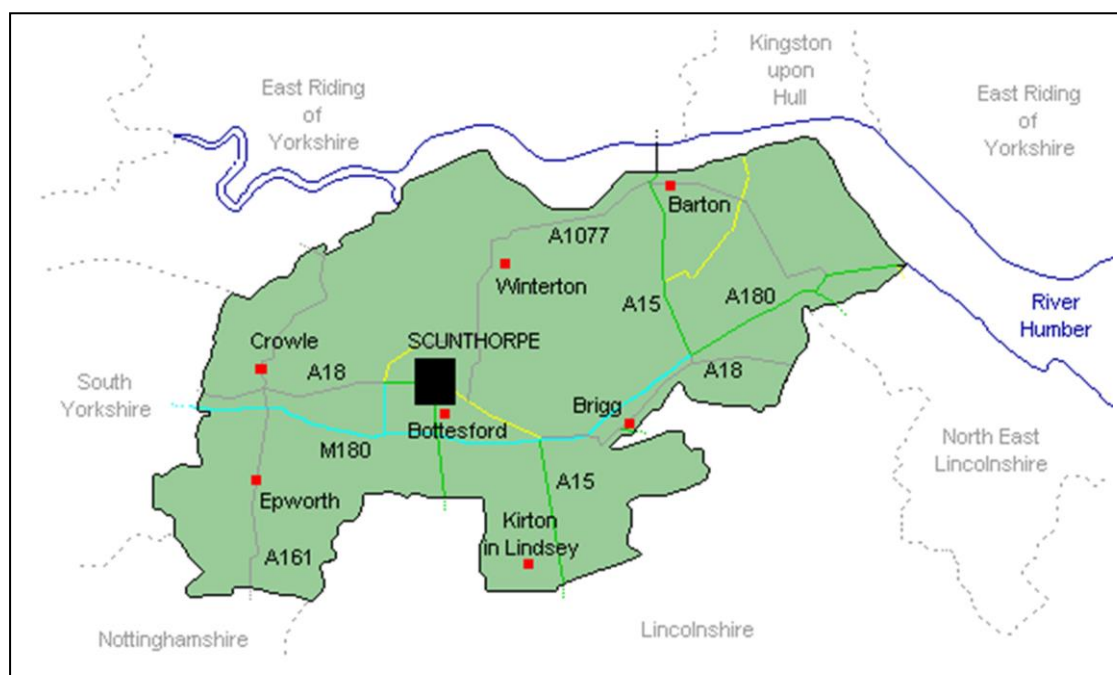 Kingston
upon
Hull
East Riding
of
Yorkshire
East Riding
of
Yorkshire
Barton
A1077
Winterton
A15
A180
River
Humber
SCUNTHORPE
Crowle
A18
A18
South
Yorkshire
Brigg
Bottesford
M180
North East
Lincolnshire
A15
Epworth
Kirton
in Lindsey
A161
Nottinghamshire
Lincolnshire